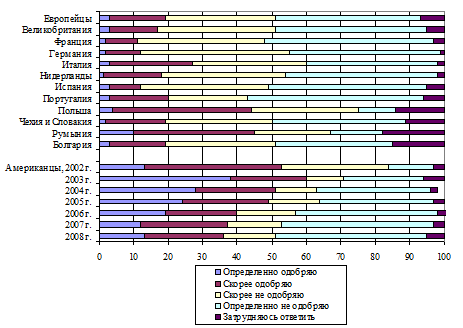 Европейцы
Великобритания
Франция
Германия
Италия
Нидерланды
Испания
Португалия
Польша
Чехия и Словакия
Румыния
Болгария
Американцы, 2002 г.
2003 г.
2004 г.
2005 г.
2006 г.
2007 г.
2008 г.
0 10 20 30 40 50 60 70 80 90 100
Определенно одобряю
Скорее одобряю
Скорее не одобряю
Определенно не одобряю
Затрудняюсь ответить